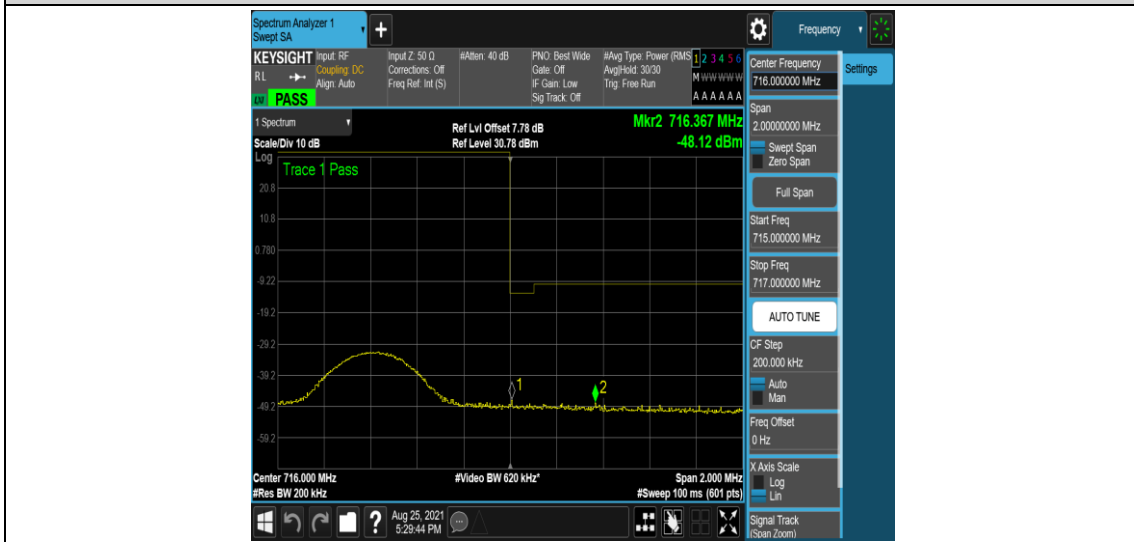 Spectrum Analyzer 1
Swept SA
+
Frequency
KEYSIGHT Input: RF Input Z: 50 Ω #Atten: 40 dB PNO: Best Wide #Avg Type: Power (RMS 1 2 3 4 5 6
RL Coupling: DC Corrections: Off Gate: Off Avg|Hold: 30/30 M W W W W W
Align: Auto Freq Ref: Int (S) IF Gain: Low Trig: Free Run
LXI PASS Sig Track: Off A A A A A A
1 Spectrum
Ref Lvl Offset 7.78 dB Mkr2 716.367 MHz
Scale/Div 10 dB Ref Level 30.78 dBm -48.12 dBm
Log
Trace 1 Pass
20.8
10.8
0.780
-9.22
-19.2
-29.2
-39.2
-49.2
-59.2
1
2
Center 716.000 MHz #Video BW 620 kHz* Span 2.000 MHz
#Res BW 200 kHz #Sweep 100 ms (601 pts)
Center Frequency
716.000000 MHz
Settings
Span
2.00000000 MHz
Swept Span
Zero Span
Full Span
Start Freq
715.000000 MHz
Stop Freq
717.000000 MHz
AUTO TUNE
CF Step
200.000 kHz
Auto
Man
Freq Offset
0 Hz
X Axis Scale
Log
Lin
Signal Track
(Span Zoom)
?
Aug 25, 2021
5:29:44 PM